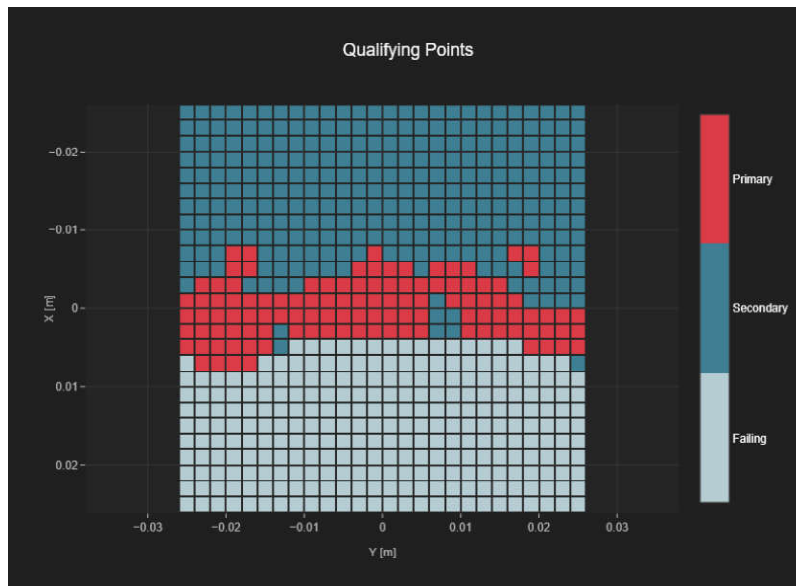 Qualifying Points
−0.02
−0.01
0
0.01
0.02
X [m]
−0.03
−0.02
−0.01
0
0.01
0.02
0.03
Y [m]
Primary
Secondary
Failing